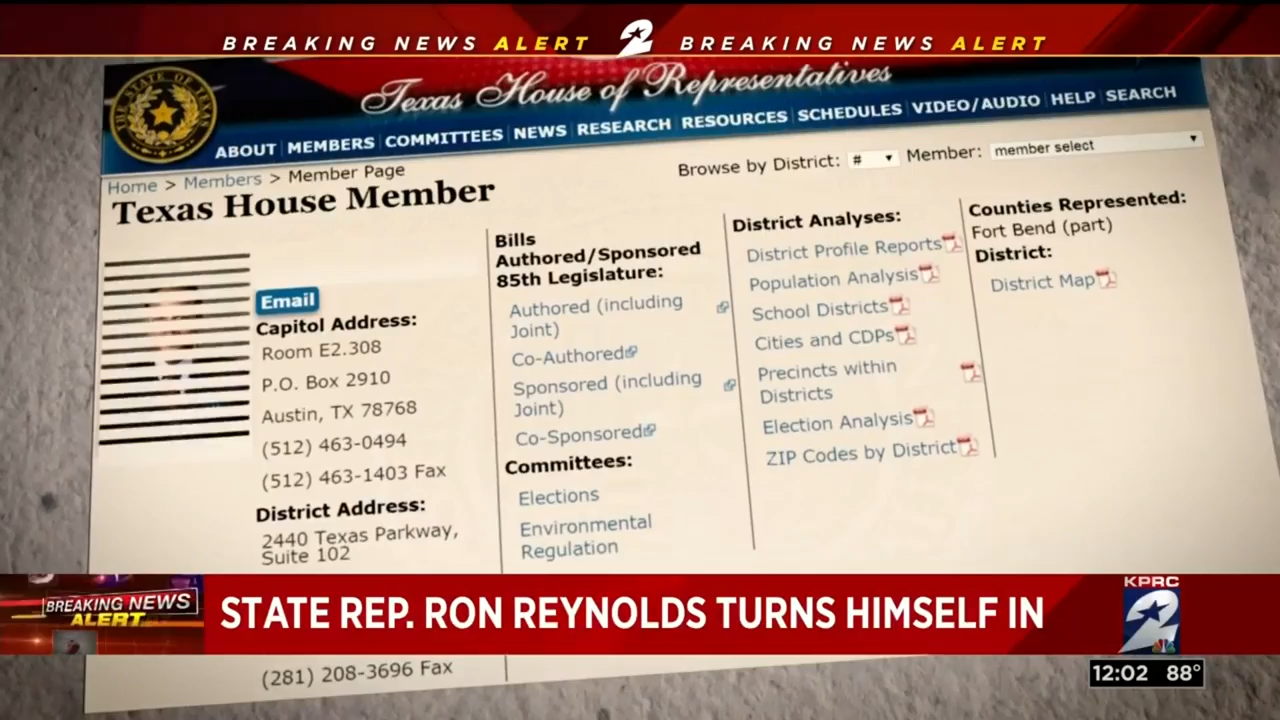 BREAKING NEWS ALERT 2 BREAKING NEWS ALERT
THE STATE OF TEXAS
Texas House of Representatives
ABOUT MEMBERS COMMITTEES NEWS RESEARCH RESOURCES SCHEDULES VIDEO/AUDIO HELP SEARCH
Home > Members > Member Page
Browse by District: # Member: member select
Texas House Member
Email
Capitol Address:
Room E2.308
P.O. Box 2910
Austin, TX 78768
(512) 463-0494
(512) 463-1403 Fax
District Address:
2440 Texas Parkway,
Suite 102
(281) 208-3696 Fax
Bills
Authored/Sponsored
85th Legislature:
Authored (including
Joint)
Co-Authored
Sponsored (including
Joint)
Co-Sponsored
Committees:
Elections
Environmental
Regulation
District Analyses:
District Profile Reports
Population Analysis
School Districts
Cities and CDPs
Precincts within
Districts
Election Analysis
ZIP Codes by District
Counties Represented:
Fort Bend (part)
District:
District Map
BREAKING NEWS
ALERT
STATE REP. RON REYNOLDS TURNS HIMSELF IN
KPRC
2
12:02 88°